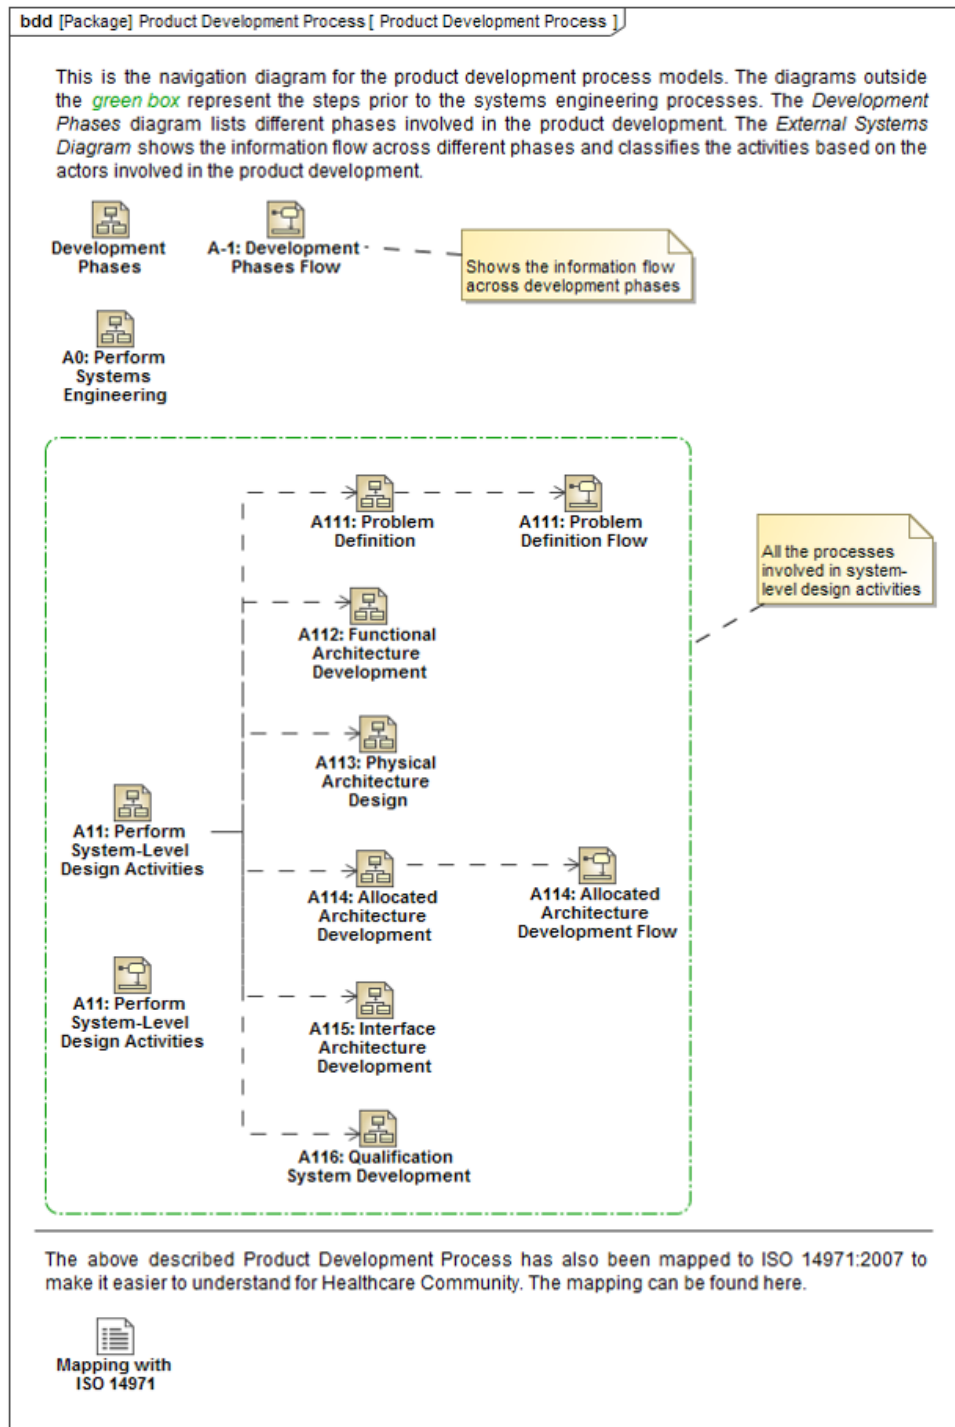 bdd [Package] Product Development Process [ Product Development Process ]
This is the navigation diagram for the product development process models. The diagrams outside
the green box represent the steps prior to the systems engineering processes. The Development
Phases diagram lists different phases involved in the product development. The External Systems
Diagram shows the information flow across different phases and classifies the activities based on the
actors involved in the product development.
Development
Phases
A-1: Development
Phases Flow
Shows the information flow
across development phases
A0: Perform
Systems
Engineering
A111: Problem
Definition
A111: Problem
Definition Flow
All the processes
involved in system-
level design activities
A112: Functional
Architecture
Development
A113: Physical
Architecture
Design
A11: Perform
System-Level
Design Activities
A114: Allocated
Architecture
Development
A114: Allocated
Architecture
Development Flow
A11: Perform
System-Level
Design Activities
A115: Interface
Architecture
Development
A116: Qualification
System Development
The above described Product Development Process has also been mapped to ISO 14971:2007 to
make it easier to understand for Healthcare Community. The mapping can be found here.
Mapping with
ISO 14971